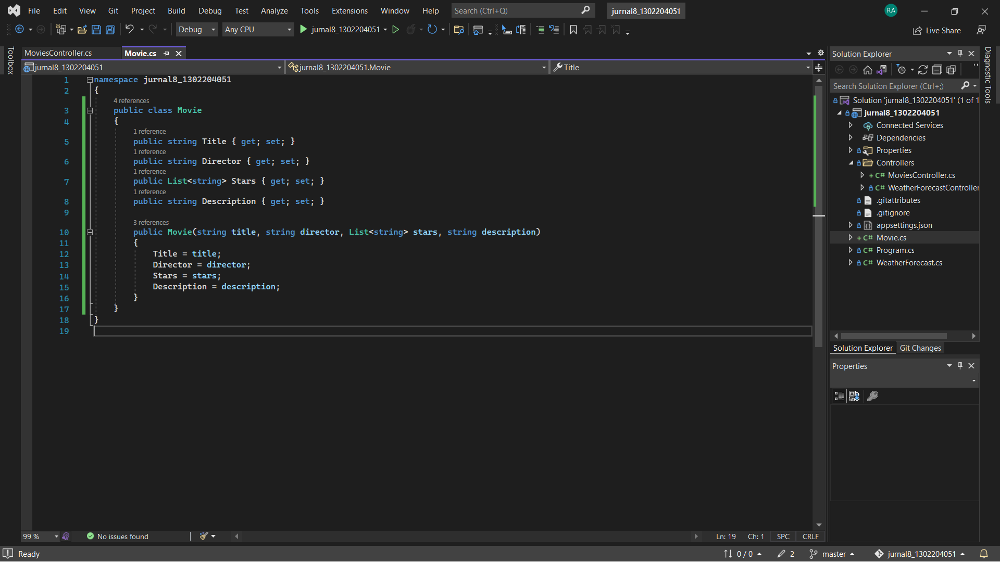 File Edit View Git Project Build Debug Test Analyze Tools Extensions Window Help Search (Ctrl+Q) jurnal8_1302204051 RA
Debug Any CPU jurnal8_1302204051 Live Share
Toolbox
MoviesController.cs Movie.cs
jurnal8_1302204051 jurnal8_1302204051.Movie Title
1 namespace jurnal8_1302204051
2 {
4 references
3 public class Movie
4 {
1 reference
5 public string Title { get; set; }
1 reference
6 public string Director { get; set; }
1 reference
7 public List<string> Stars { get; set; }
1 reference
8 public string Description { get; set; }
9
3 references
10 public Movie(string title, string director, List<string> stars, string description)
11 {
12 Title = title;
13 Director = director;
14 Stars = stars;
15 Description = description;
16 }
17 }
18 }
19
99 % No issues found Ln: 19 Ch: 1 SPC CRLF
Solution Explorer
Search Solution Explorer (Ctrl+;)
Solution 'jurnal8_1302204051' (1 of 1
jurnal8_1302204051
Connected Services
Dependencies
Properties
Controllers
C# MoviesController.cs
C# WeatherForecastController
.gitattributes
.gitignore
appsettings.json
C# Movie.cs
C# Program.cs
C# WeatherForecast.cs
Solution Explorer Git Changes
Properties
Diagnostic Tools
Ready 0 / 0 2 master jurnal8_1302204051